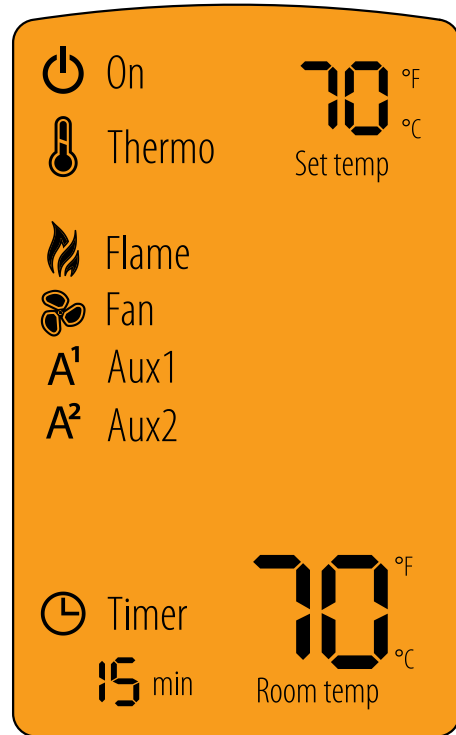 On
70 °F
°C
Thermo
Set temp
Flame
Fan
A¹ Aux1
A² Aux2
70 °F
°C
Timer
15 min
Room temp